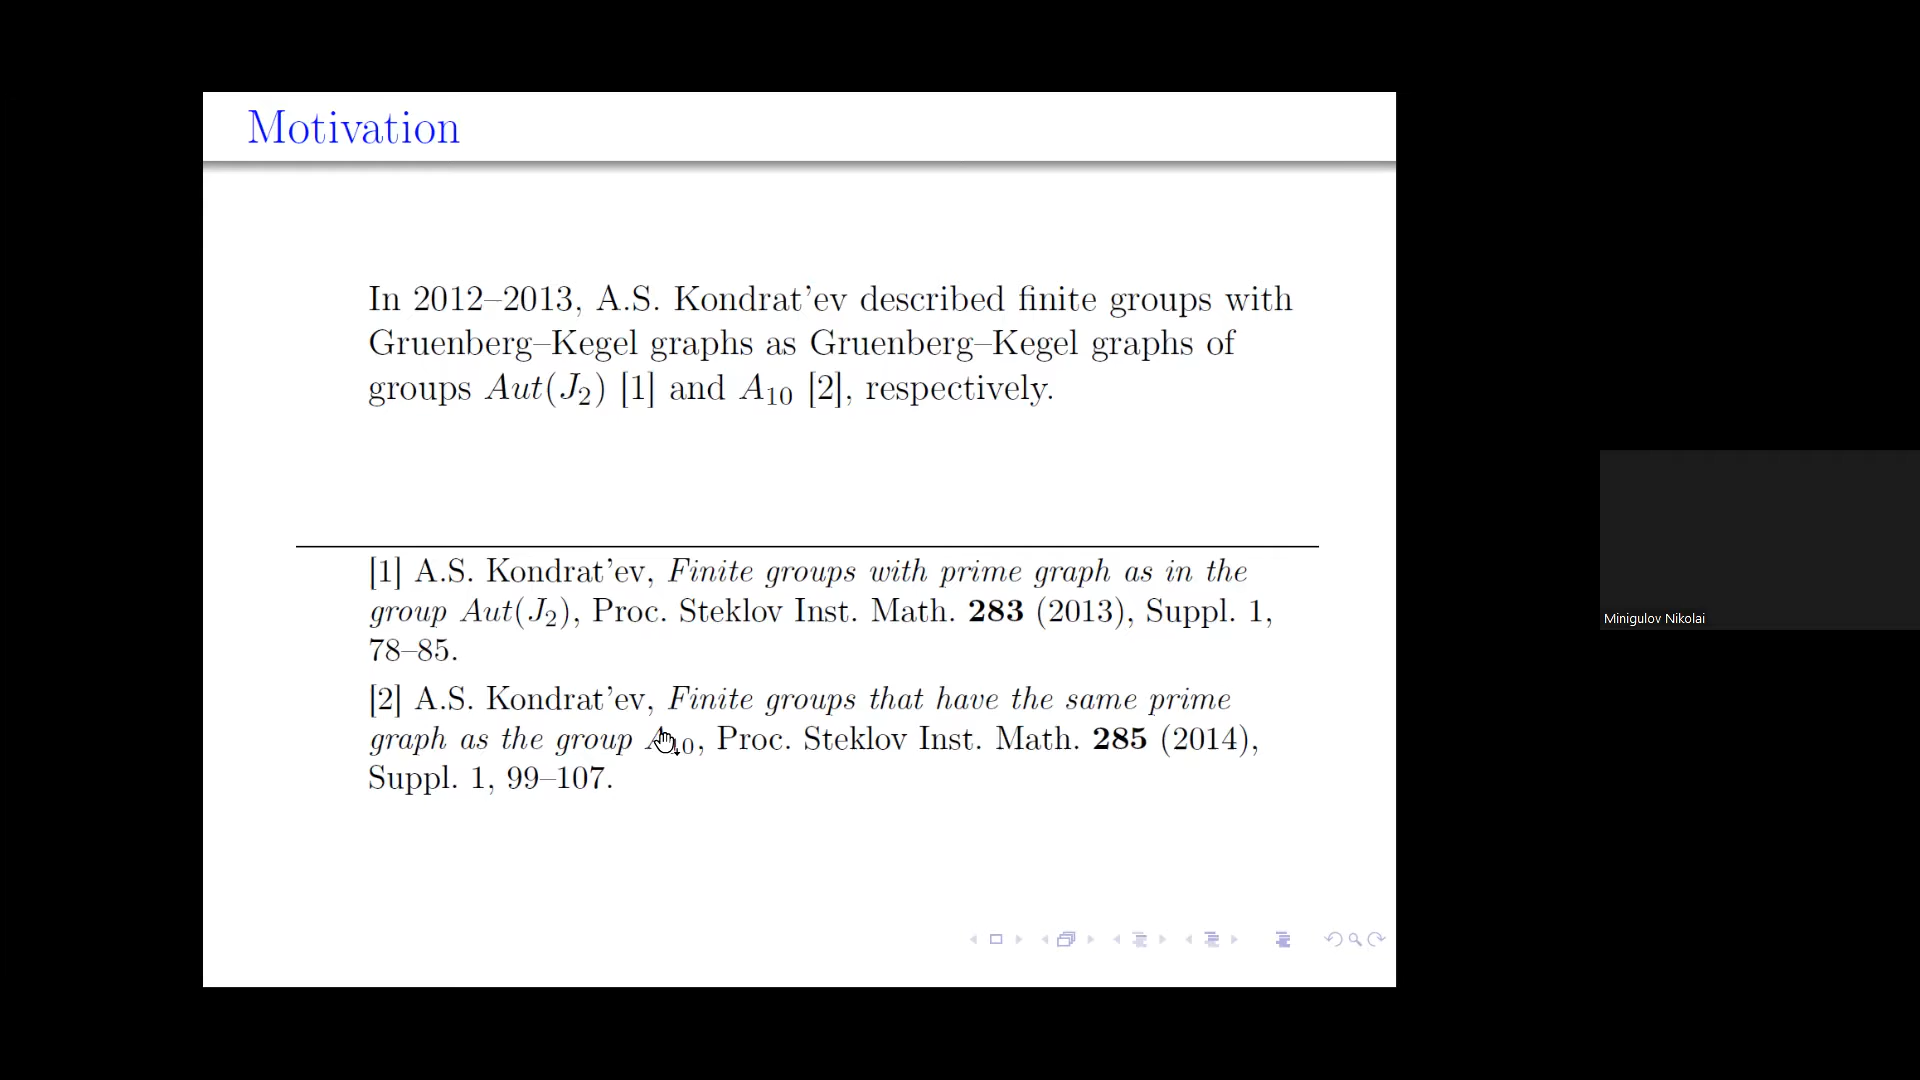 Motivation
In 2012–2013, A.S. Kondrat'ev described finite groups with
Gruenberg–Kegel graphs as Gruenberg–Kegel graphs of
groups Aut(J₂) [1] and A₁₀ [2], respectively.
[1] A.S. Kondrat'ev, Finite groups with prime graph as in the
group Aut(J₂), Proc. Steklov Inst. Math. 283 (2013), Suppl. 1,
78–85.
[2] A.S. Kondrat'ev, Finite groups that have the same prime
graph as the group A₁₀, Proc. Steklov Inst. Math. 285 (2014),
Suppl. 1, 99–107.
Minigulov Nikolai